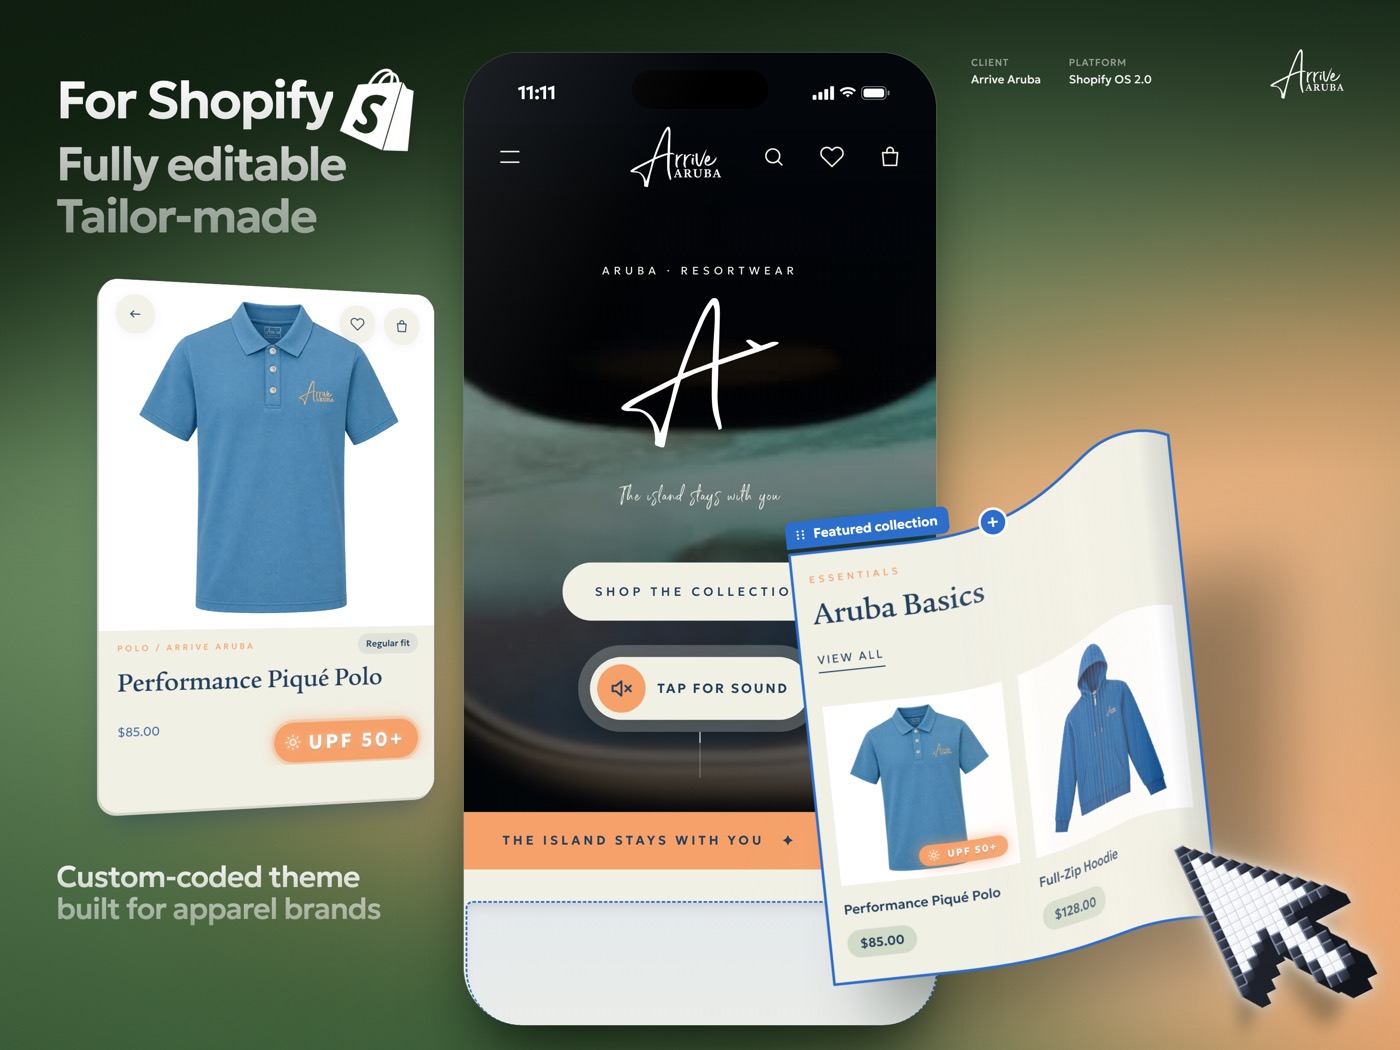 For Shopify
Fully editable
Tailor-made
CLIENT
Arrive Aruba
PLATFORM
Shopify OS 2.0
Arrive
ARUBA
11:11
Arrive
ARUBA
ARUBA · RESORTWEAR
The island stays with you
SHOP THE COLLECTIO
TAP FOR SOUND
THE ISLAND STAYS WITH YOU
Arrive
ARUBA
POLO / ARRIVE ARUBA
Regular fit
Performance Piqué Polo
$85.00
UPF 50+
Custom-coded theme
built for apparel brands
Featured collection
ESSENTIALS
Aruba Basics
VIEW ALL
UPF 50+
Performance Piqué Polo
$85.00
Full-Zip Hoodie
$128.00